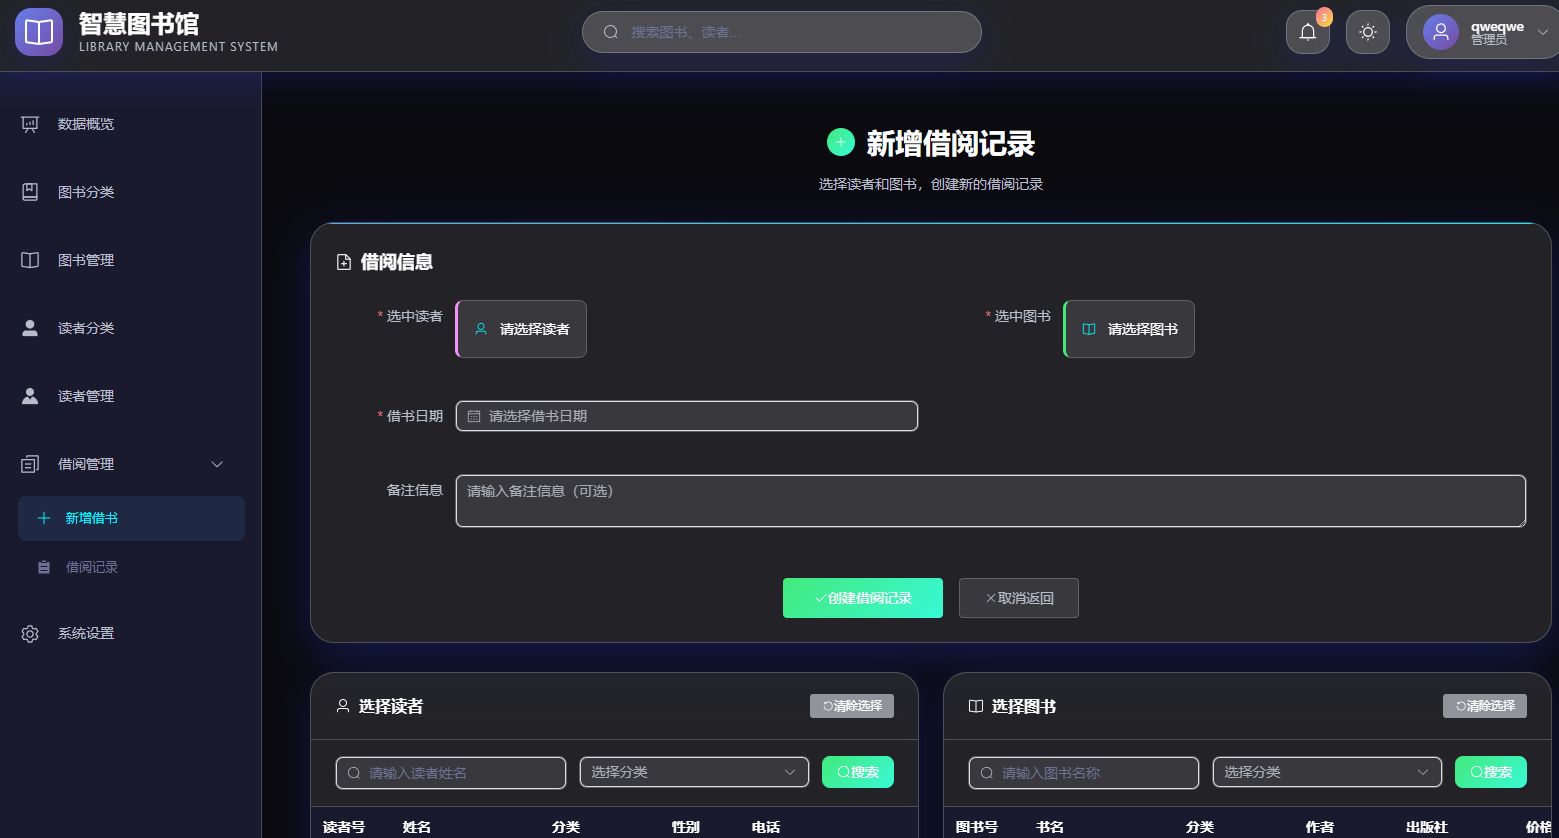 智慧图书馆
LIBRARY MANAGEMENT SYSTEM
搜索图书、读者...
3
qweqwe
管理员
数据概览
图书分类
图书管理
读者分类
读者管理
借阅管理
新增借书
借阅记录
系统设置
新增借阅记录
选择读者和图书，创建新的借阅记录
借阅信息
* 选中读者
请选择读者
* 选中图书
请选择图书
* 借书日期
请选择借书日期
备注信息
请输入备注信息（可选）
创建借阅记录
取消返回
选择读者
清除选择
请输入读者姓名
选择分类
搜索
读者号 姓名 分类 性别 电话
选择图书
清除选择
请输入图书名称
选择分类
搜索
图书号 书名 分类 作者 出版社 价格